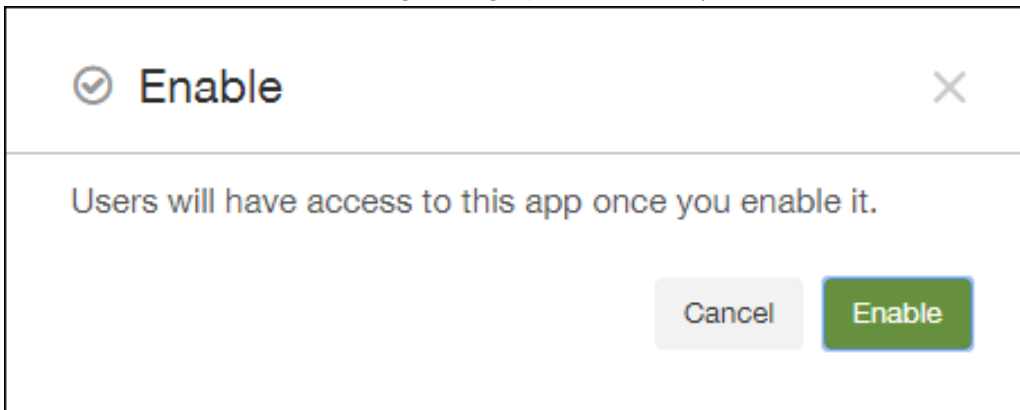 Enable
Users will have access to this app once you enable it.
Cancel
Enable